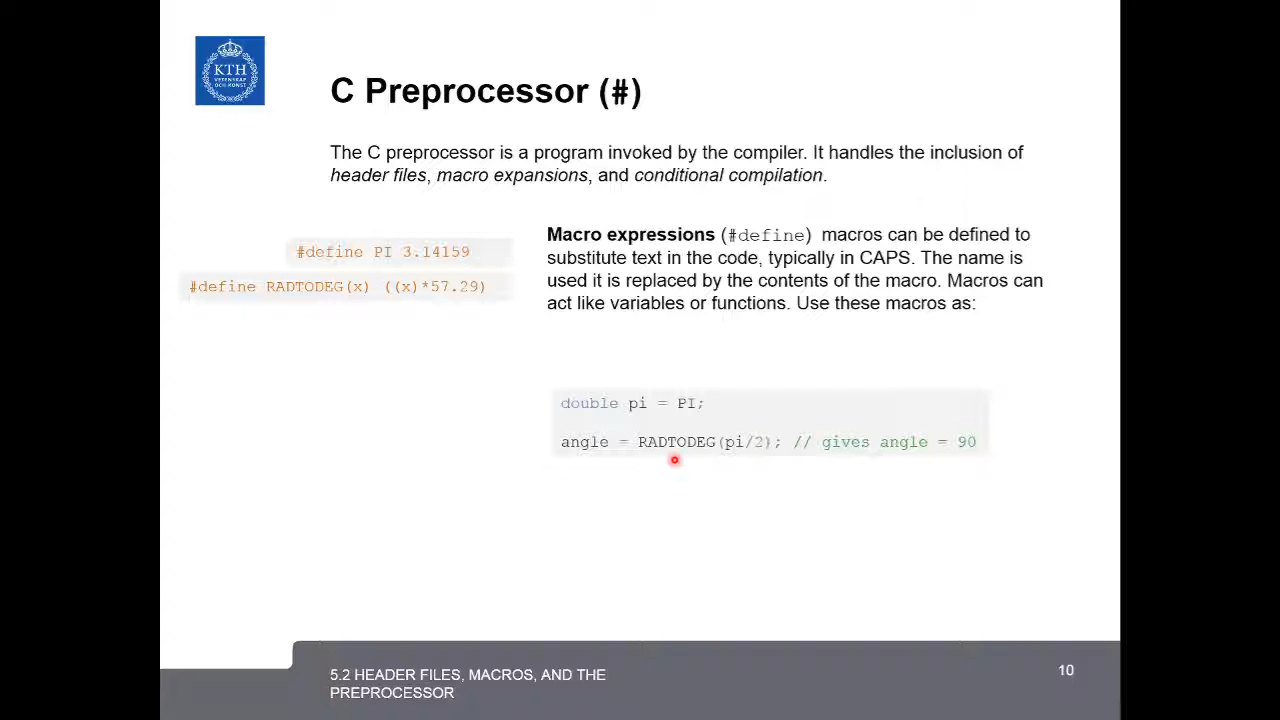 KTH
VETENSKAP
OCH KONST
C Preprocessor (#)
The C preprocessor is a program invoked by the compiler. It handles the inclusion of
header files, macro expansions, and conditional compilation.
#define PI 3.14159
#define RADTODEG(x) ((x)*57.29)
Macro expressions (#define) macros can be defined to
substitute text in the code, typically in CAPS. The name is
used it is replaced by the contents of the macro. Macros can
act like variables or functions. Use these macros as:
double pi = PI;
angle = RADTODEG(pi/2); // gives angle = 90
5.2 HEADER FILES, MACROS, AND THE
PREPROCESSOR
10